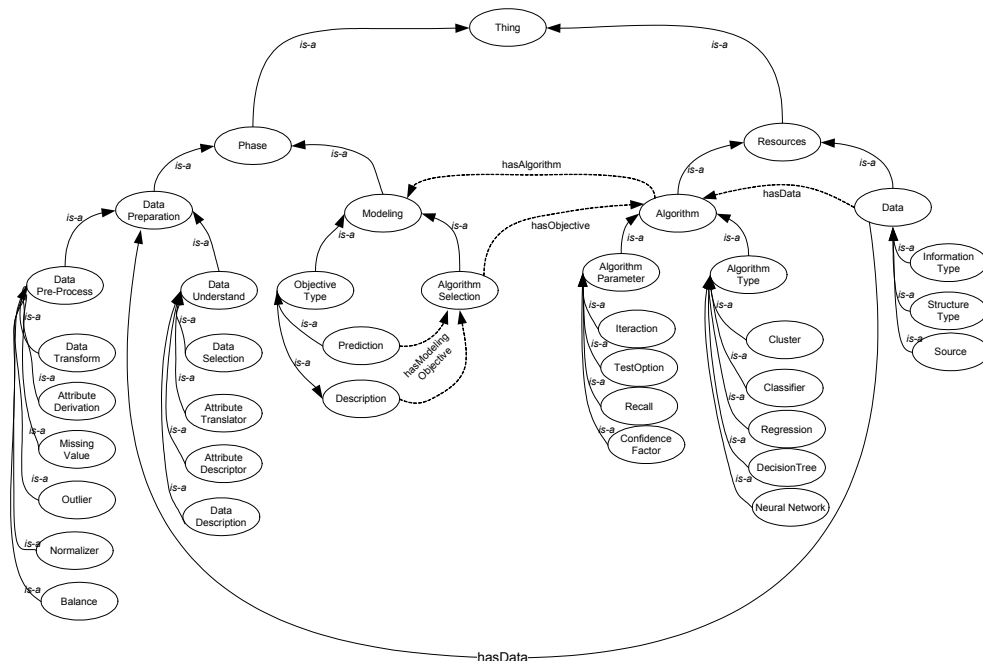 Thing
is-a
is-a
Phase
Resources
is-a
is-a
is-a
is-a
hasAlgorithm
hasData
Data
Preparation
Modeling
Algorithm
Data
is-a
is-a
is-a
is-a
hasObjective
is-a
is-a
Data
Pre-Process
Data
Understand
Objective
Type
Algorithm
Selection
Algorithm
Parameter
Algorithm
Type
is-a
Information
Type
is-a
Structure
Type
is-a
Source
is-a
Data
Transform
is-a
Attribute
Derivation
is-a
Missing
Value
is-a
Outlier
is-a
Normalizer
is-a
Balance
is-a
Data
Selection
is-a
Attribute
Translator
is-a
Attribute
Descriptor
is-a
Data
Description
is-a
Prediction
is-a
Description
hasModeling
Objective
is-a
Iteraction
is-a
TestOption
is-a
Recall
is-a
Confidence
Factor
is-a
Cluster
is-a
Classifier
is-a
Regression
is-a
DecisionTree
is-a
Neural Network
hasData